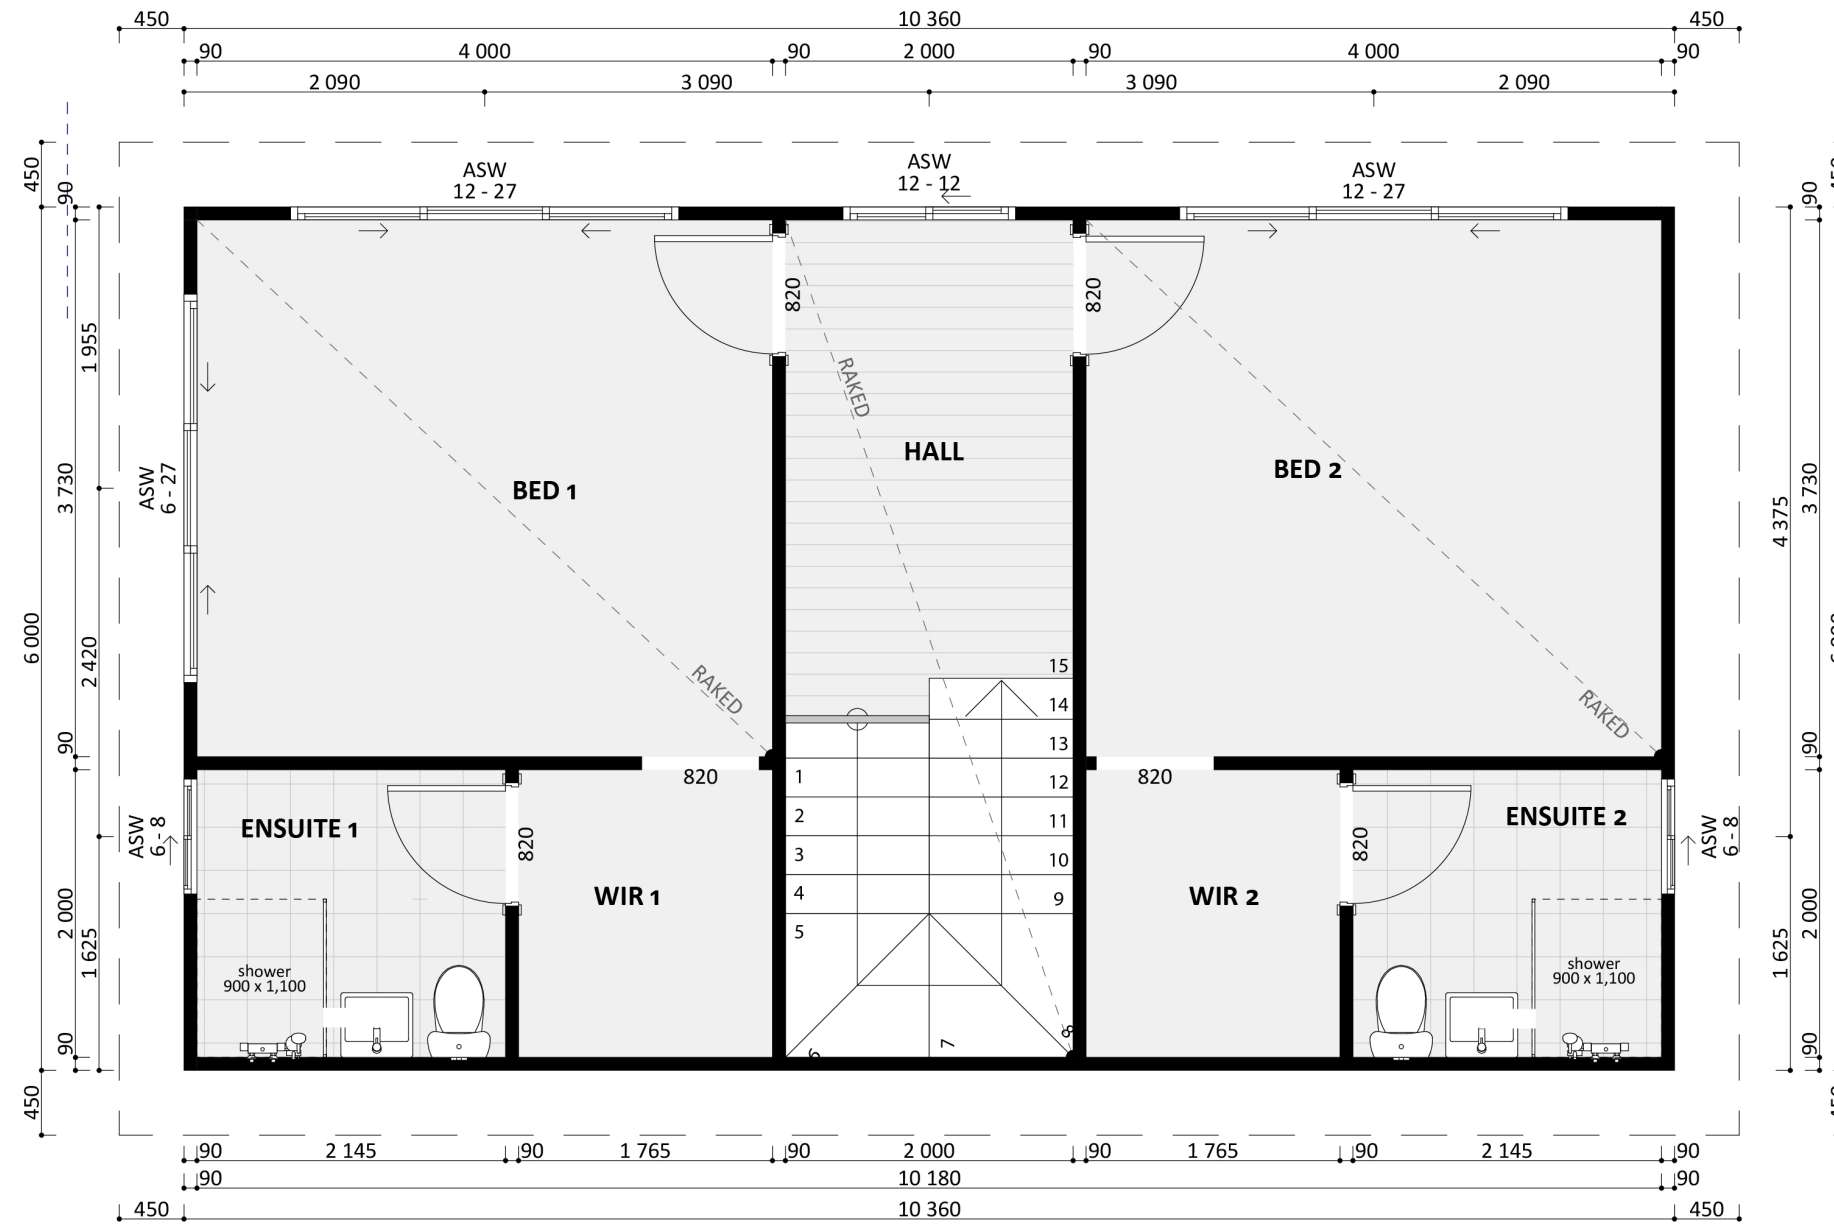 450 10 360 450
90 4 000 90 2 000 90 4 000 90
2 090 3 090 3 090 2 090
ASW
12 - 27
ASW
12 - 12
ASW
12 - 27
450
90
1 955
3 730
6 000
2 420
90
2 000
1 625
90
450
ASW
6 - 27
ASW
6 - 8
820
820
RAKED
HALL
BED 1
BED 2
RAKED
RAKED
820
820
15
14
13
12
11
10
9
1
2
3
4
5
6
7
8
ENSUITE 1
820
WIR 1
WIR 2
820
ENSUITE 2
shower
900 x 1,100
shower
900 x 1,100
ASW
6 - 8
90
4 375
3 730
90
2 000
1 625
90
90 2 145 90 1 765 90 2 000 90 1 765 90 2 145 90
90 10 180 90
450 10 360 450